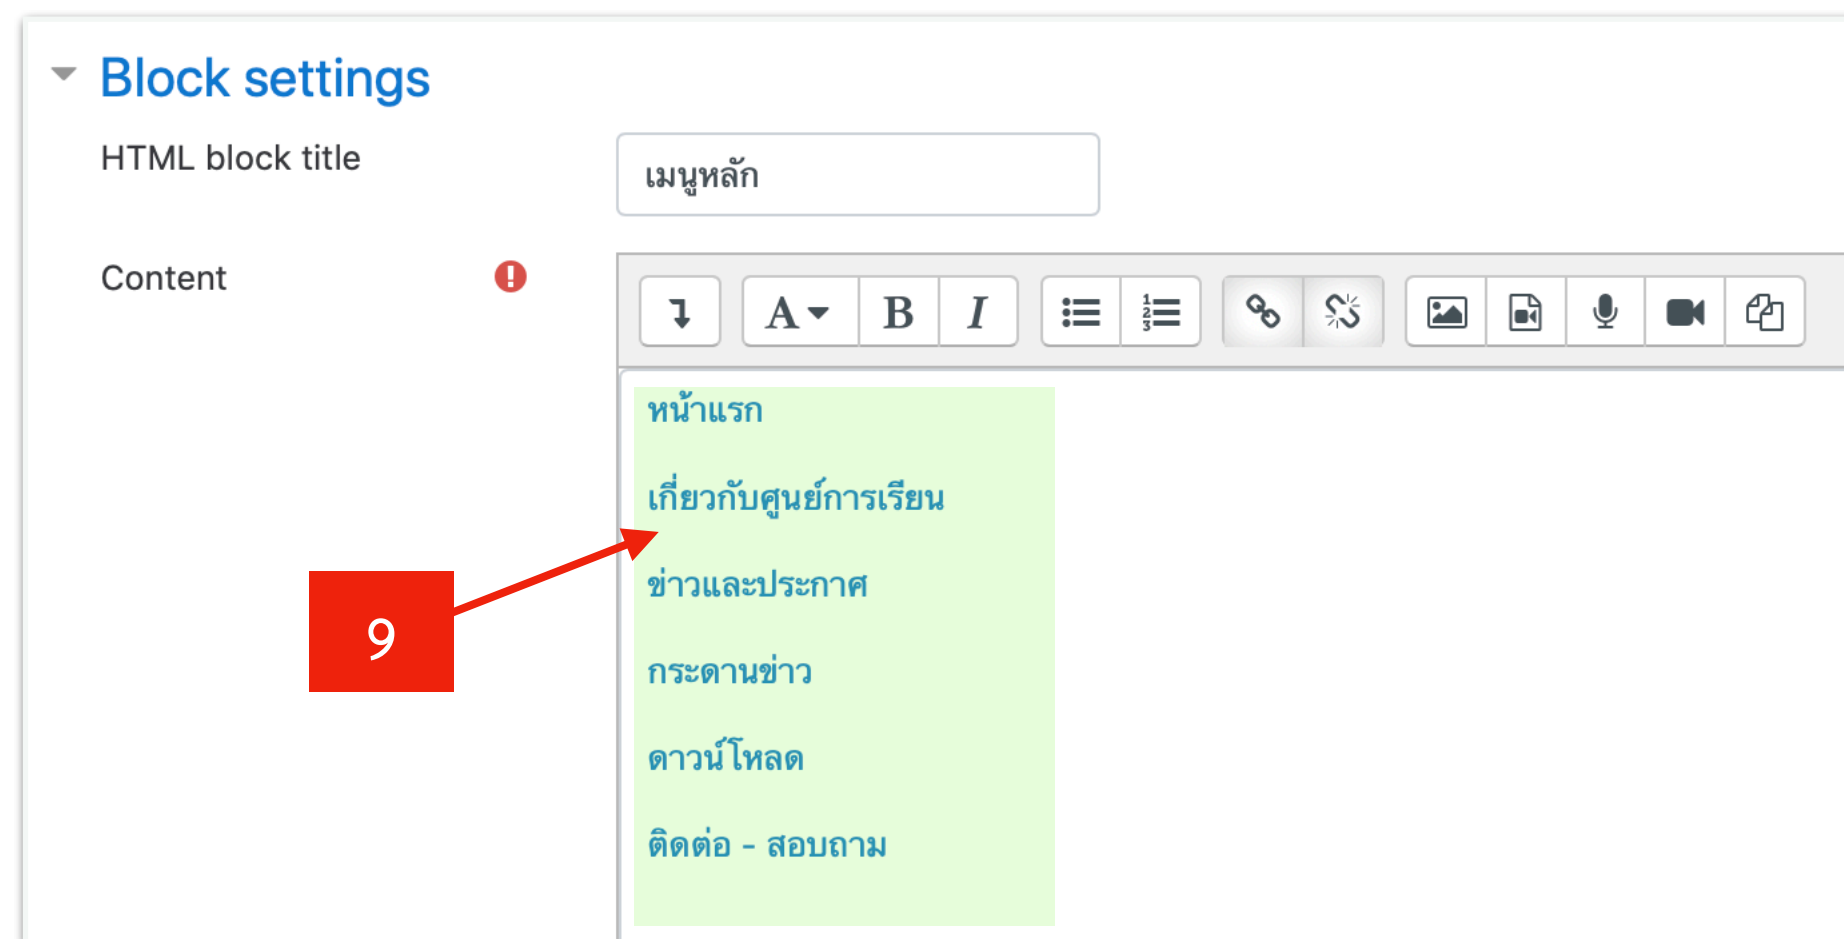 Block settings
HTML block title
เมนูหลัก
Content
A B I
หน้าแรก
เกี่ยวกับศูนย์การเรียน
ข่าวและประกาศ
9
กระดานข่าว
ดาวน์โหลด
ติดต่อ - สอบถาม